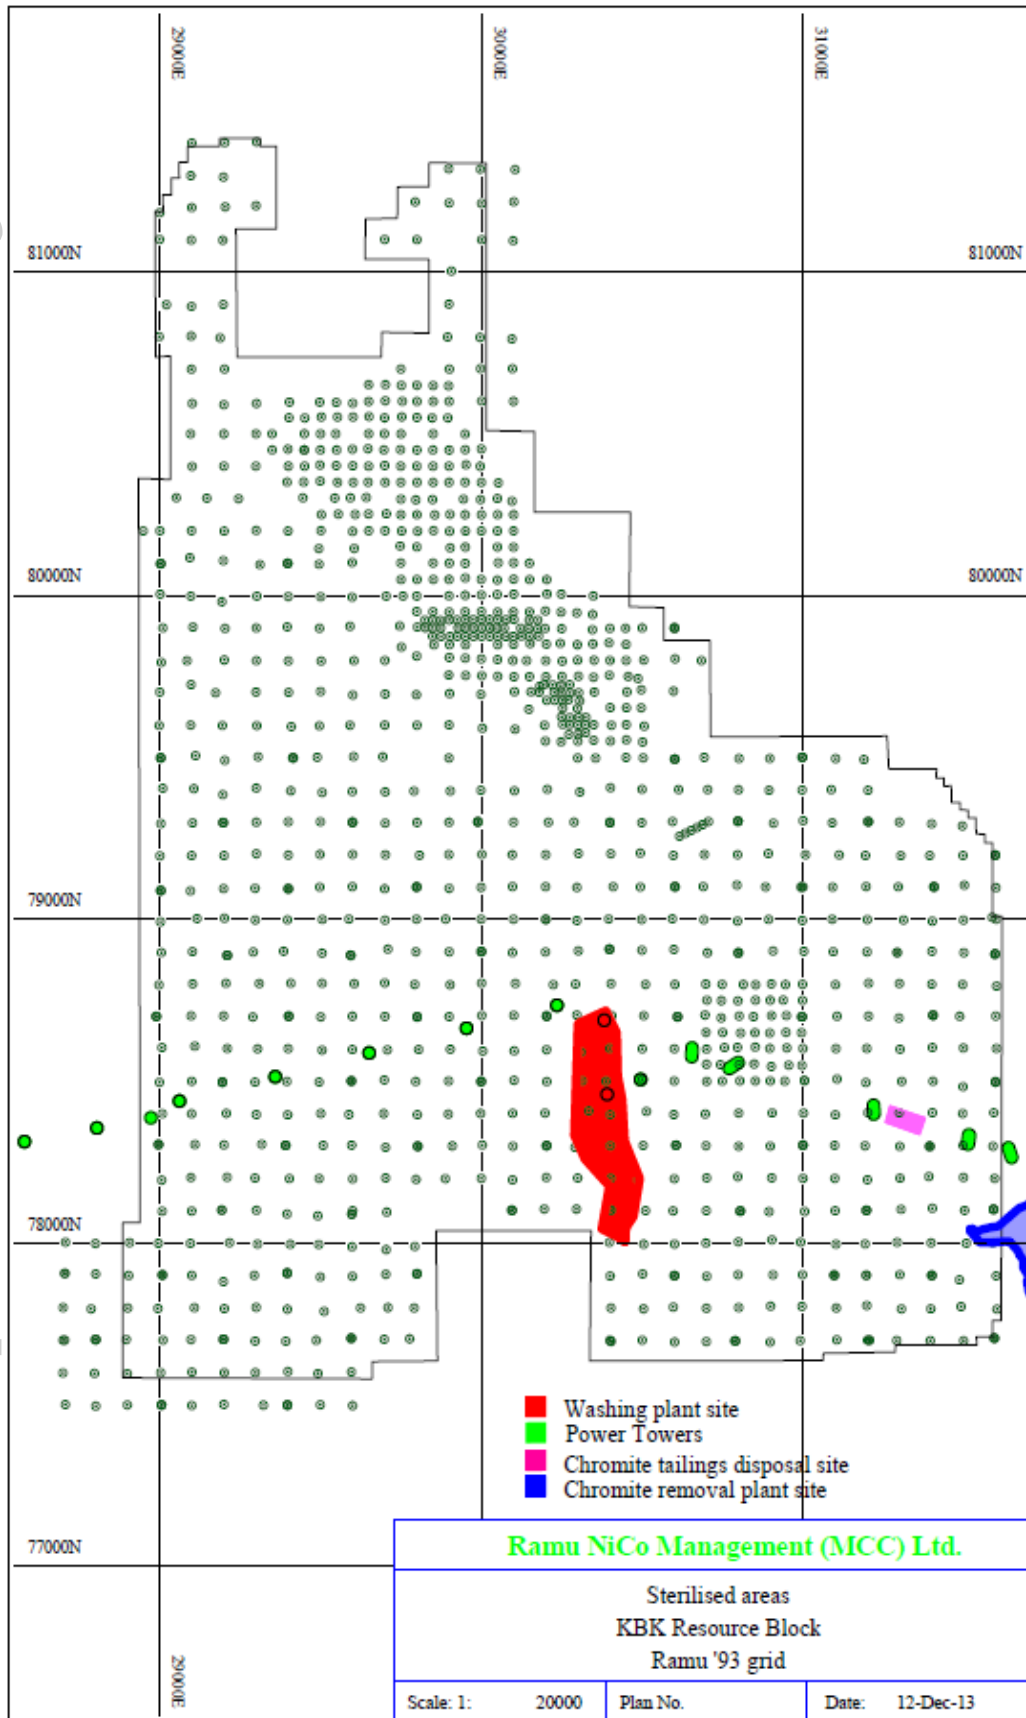 29000E
30000E
31000E
81000N
81000N
80000N
80000N
79000N
78000N
Washing plant site
Power Towers
Chromite tailings disposal site
Chromite removal plant site
77000N
Ramu NiCo Management (MCC) Ltd.
Sterilised areas
KBK Resource Block
Ramu '93 grid
29000E
Scale: 1: 20000 Plan No. Date: 12-Dec-13